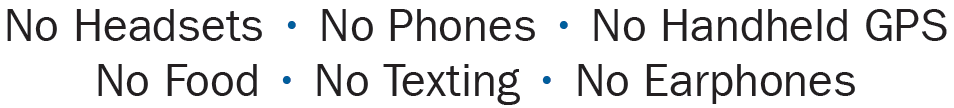 No Headsets • No Phones • No Handheld GPS
No Food • No Texting • No Earphones